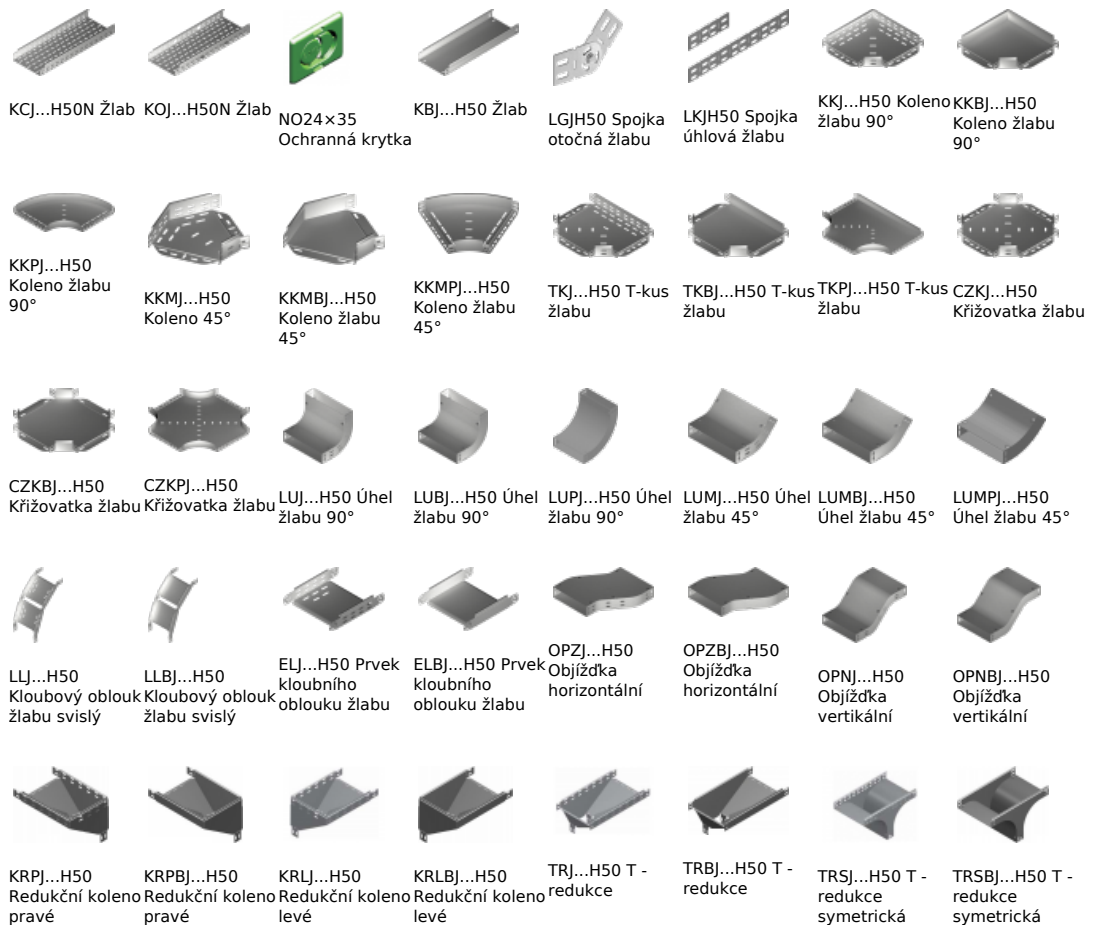 KCJ...H50N Žlab
KOJ...H50N Žlab
NO24×35
Ochranná krytka
KBJ...H50 Žlab
LGJH50 Spojka
otočná žlabu
LKJH50 Spojka
úhlová žlabu
KKJ...H50 Koleno
žlabu 90°
KKBJ...H50
Koleno žlabu
90°
KKPJ...H50
Koleno žlabu
90°
KKMJ...H50
Koleno 45°
KKMBJ...H50
Koleno žlabu
45°
KKMPJ...H50
Koleno žlabu
45°
TKJ...H50 T-kus
žlabu
TKBJ...H50 T-kus
žlabu
TKPJ...H50 T-kus
žlabu
CZKJ...H50
Křižovatka žlabu
CZKBJ...H50
Křižovatka žlabu
CZKPJ...H50
Křižovatka žlabu
LUJ...H50 Úhel
žlabu 90°
LUBJ...H50 Úhel
žlabu 90°
LUPJ...H50 Úhel
žlabu 90°
LUMJ...H50 Úhel
žlabu 45°
LUMBJ...H50
Úhel žlabu 45°
LUMPJ...H50
Úhel žlabu 45°
LLJ...H50
Kloubový oblouk
žlabu svislý
LLBJ...H50
Kloubový oblouk
žlabu svislý
ELJ...H50 Prvek
kloubního
oblouku žlabu
ELBJ...H50 Prvek
kloubního
oblouku žlabu
OPZJ...H50
Objížďka
horizontální
OPZBJ...H50
Objížďka
horizontální
OPNJ...H50
Objížďka
vertikální
OPNBJ...H50
Objížďka
vertikální
KRPJ...H50
Redukční koleno
pravé
KRPBJ...H50
Redukční koleno
pravé
KRLJ...H50
Redukční koleno
levé
KRLBJ...H50
Redukční koleno
levé
TRJ...H50 T -
redukce
TRBJ...H50 T -
redukce
TRSJ...H50 T -
redukce
symetrická
TRSBJ...H50 T -
redukce
symetrická